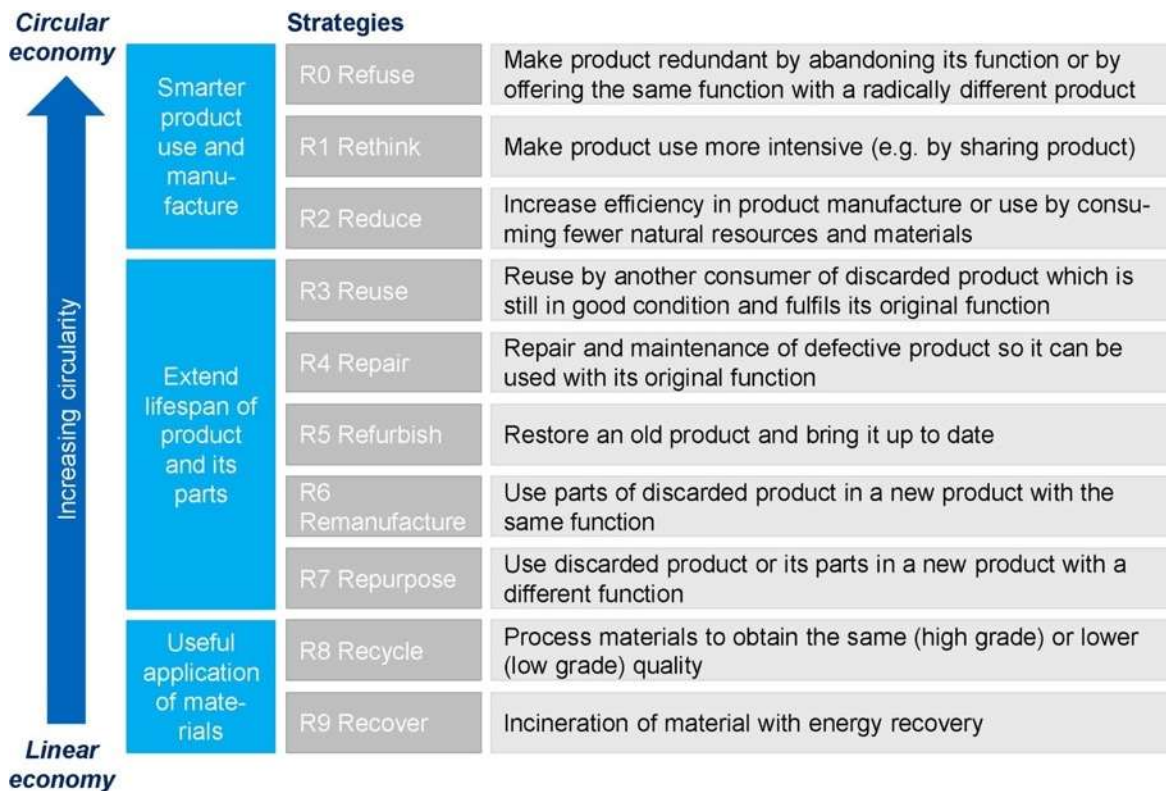 Circular
economy
Strategies
Smarter
product
use and
manu-
facture
R0 Refuse
Make product redundant by abandoning its function or by
offering the same function with a radically different product
R1 Rethink
Make product use more intensive (e.g. by sharing product)
R2 Reduce
Increase efficiency in product manufacture or use by consu-
ming fewer natural resources and materials
Extend
lifespan of
product
and its
parts
R3 Reuse
Reuse by another consumer of discarded product which is
still in good condition and fulfils its original function
R4 Repair
Repair and maintenance of defective product so it can be
used with its original function
R5 Refurbish
Restore an old product and bring it up to date
R6
Remanufacture
Use parts of discarded product in a new product with the
same function
R7 Repurpose
Use discarded product or its parts in a new product with a
different function
Useful
application
of mate-
rials
R8 Recycle
Process materials to obtain the same (high grade) or lower
(low grade) quality
R9 Recover
Incineration of material with energy recovery
Increasing circularity
Linear
economy